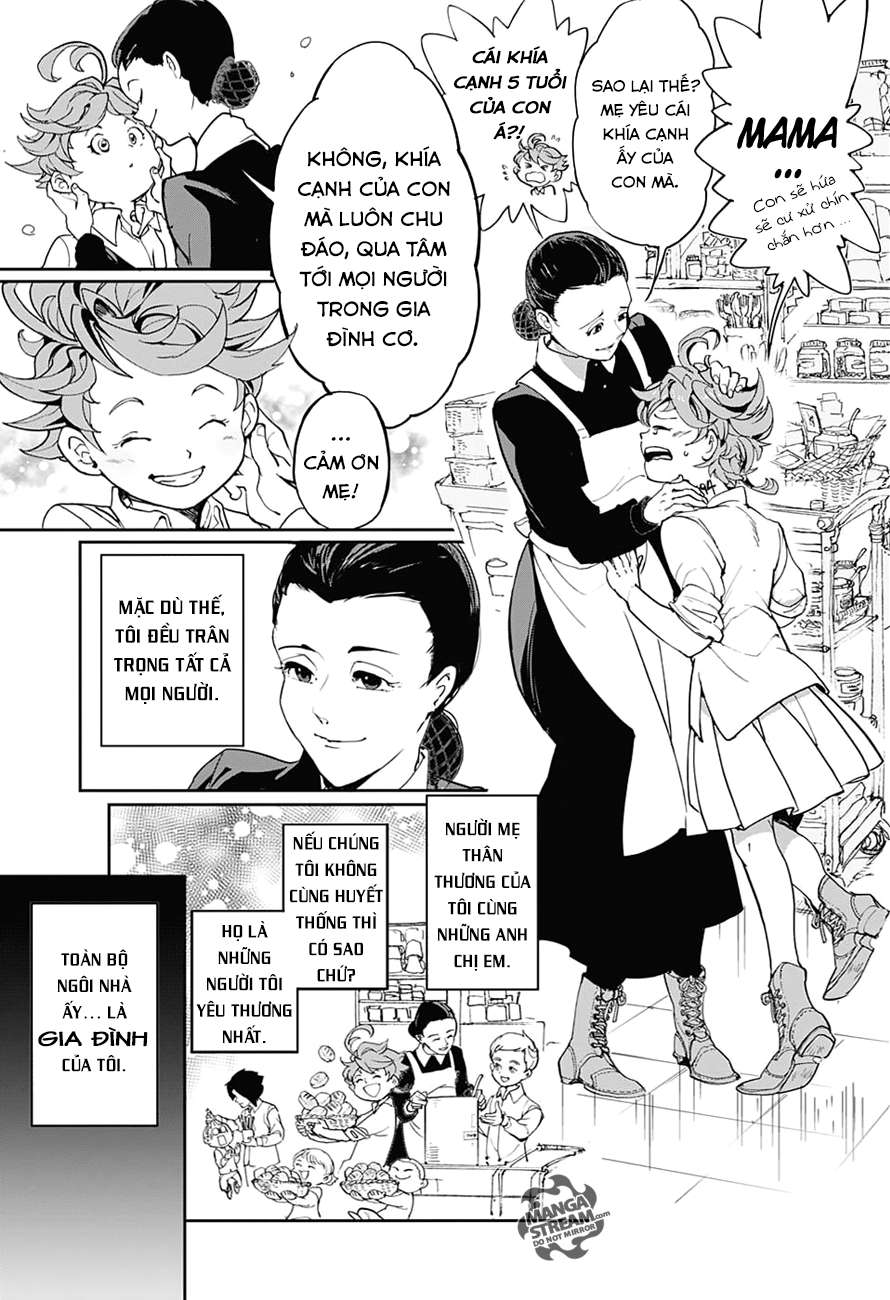 MAMA
...
Con sẽ hứa
sẽ cư xử chín
chắn hơn ...
SAO LẠI THẾ?
MẸ YÊU CÁI
KHÍA CẠNH
ẤY CỦA
CON MÀ.
CÁI KHÍA
CẠNH 5 TUỔI
CỦA CON
Á?!
KHÔNG, KHÍA
CẠNH CỦA CON
MÀ LUÔN CHU
ĐÁO, QUA TÂM
TỚI MỌI NGƯỜI
TRONG GIA
ĐÌNH CƠ.
...
CẢM ƠN
MẸ!
MẶC DÙ THẾ,
TÔI ĐỀU TRÂN
TRỌNG TẤT CẢ
MỌI NGƯỜI.
NGƯỜI MẸ
THÂN
THƯƠNG CỦA
TÔI CÙNG
NHỮNG ANH
CHỊ EM.
NẾU CHÚNG
TÔI KHÔNG
CÙNG HUYẾT
THỐNG THÌ
CÓ SAO
CHỨ?
HỌ LÀ
NHỮNG
NGƯỜI TÔI
YÊU THƯƠNG
NHẤT.
TOÀN BỘ
NGÔI NHÀ
ẤY... LÀ
GIA ĐÌNH
CỦA TÔI.
MANGA
STREAM.com
DO NOT MIRROR